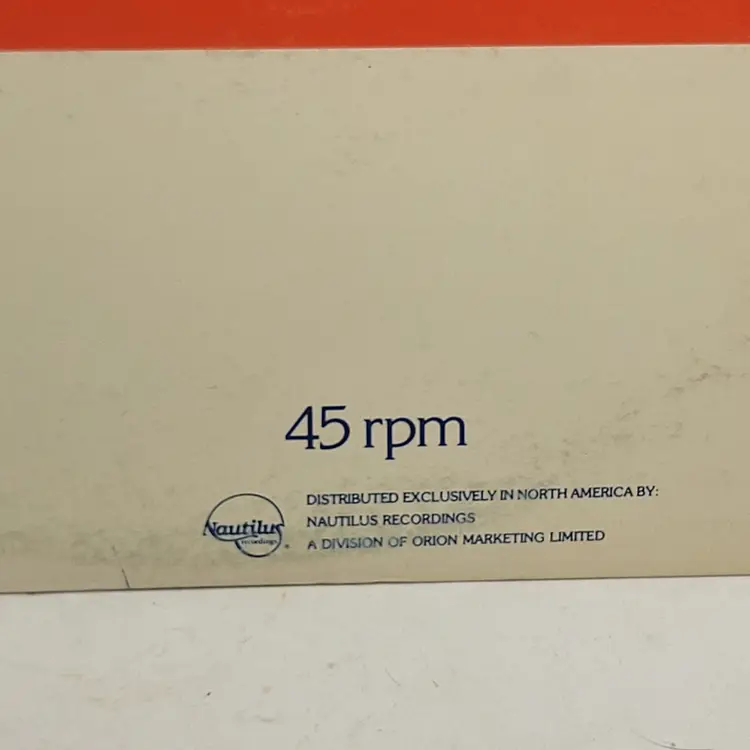 45 rpm
Nautilus
recordings
DISTRIBUTED EXCLUSIVELY IN NORTH AMERICA BY:
NAUTILUS RECORDINGS
A DIVISION OF ORION MARKETING LIMITED